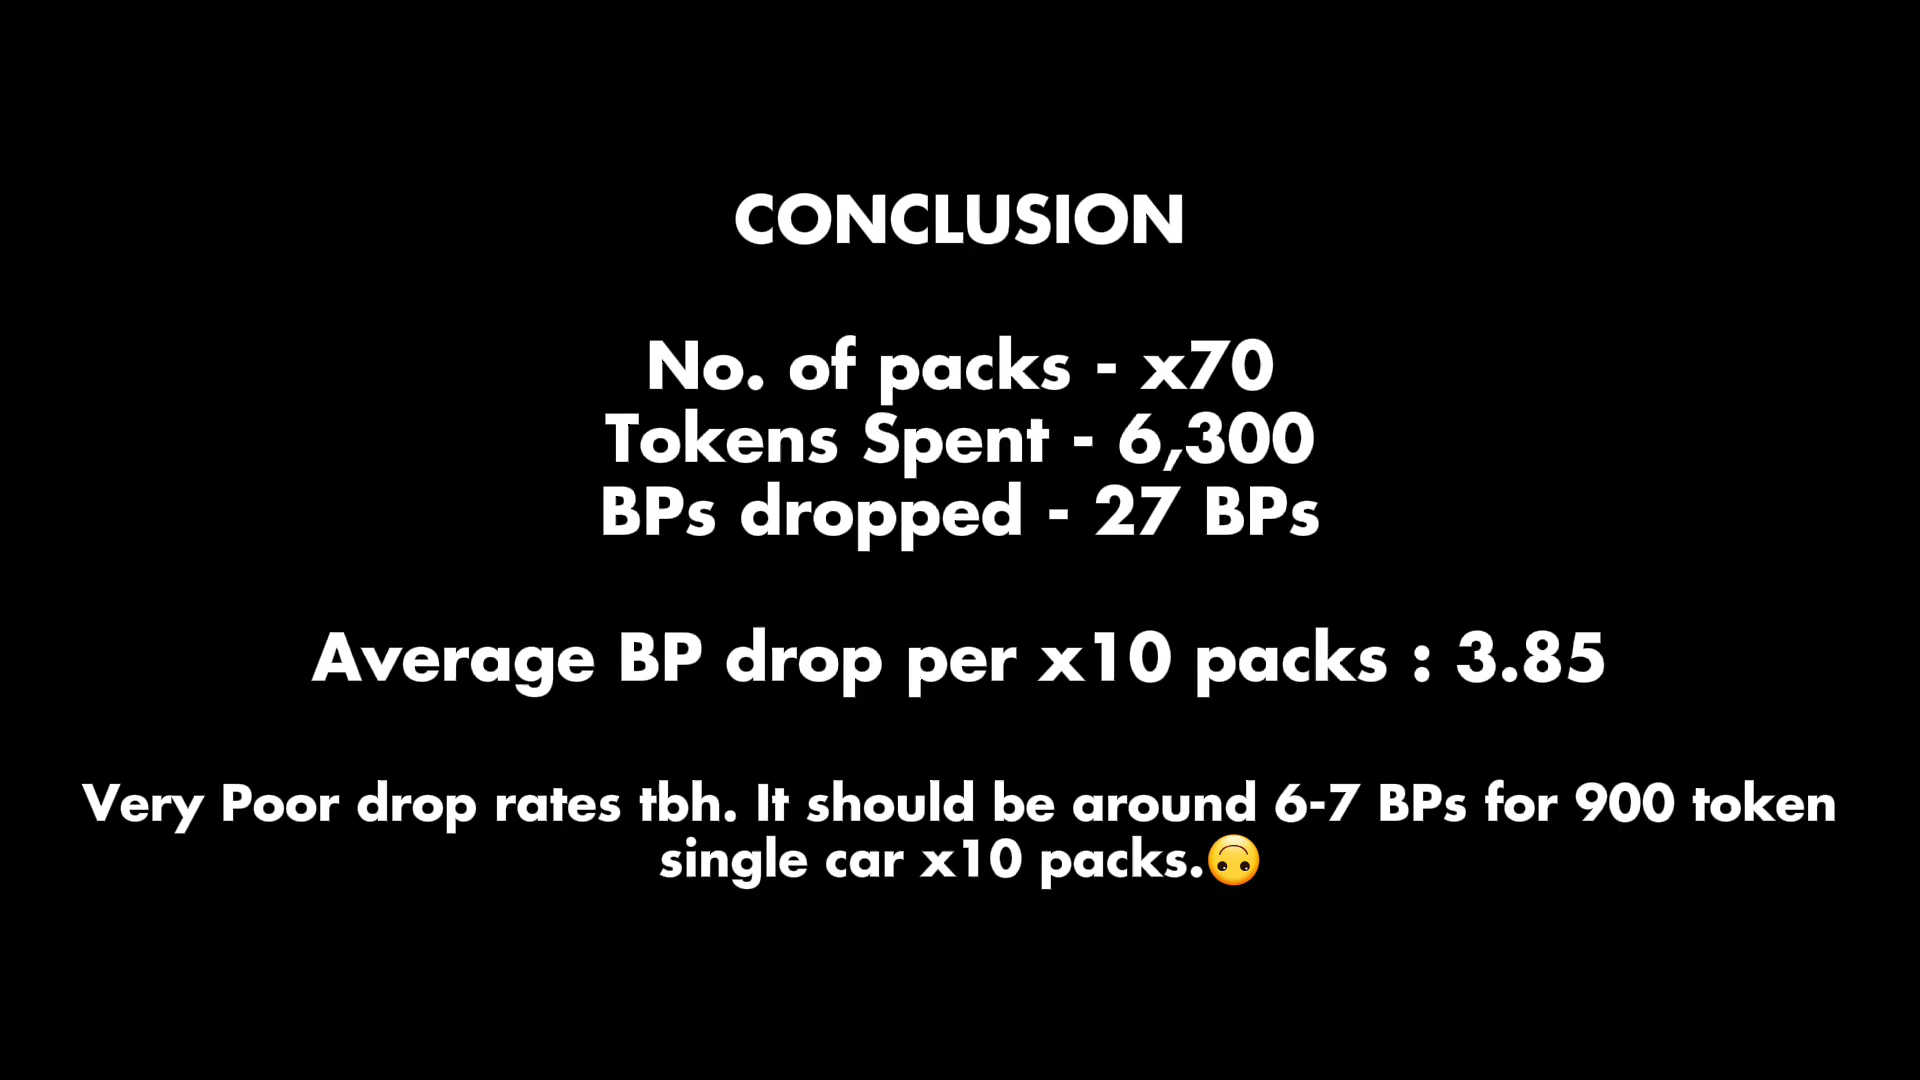 CONCLUSION
No. of packs - x70
Tokens Spent - 6,300
BPs dropped - 27 BPs
Average BP drop per x10 packs : 3.85
Very Poor drop rates tbh. It should be around 6-7 BPs for 900 token
single car x10 packs.🙃